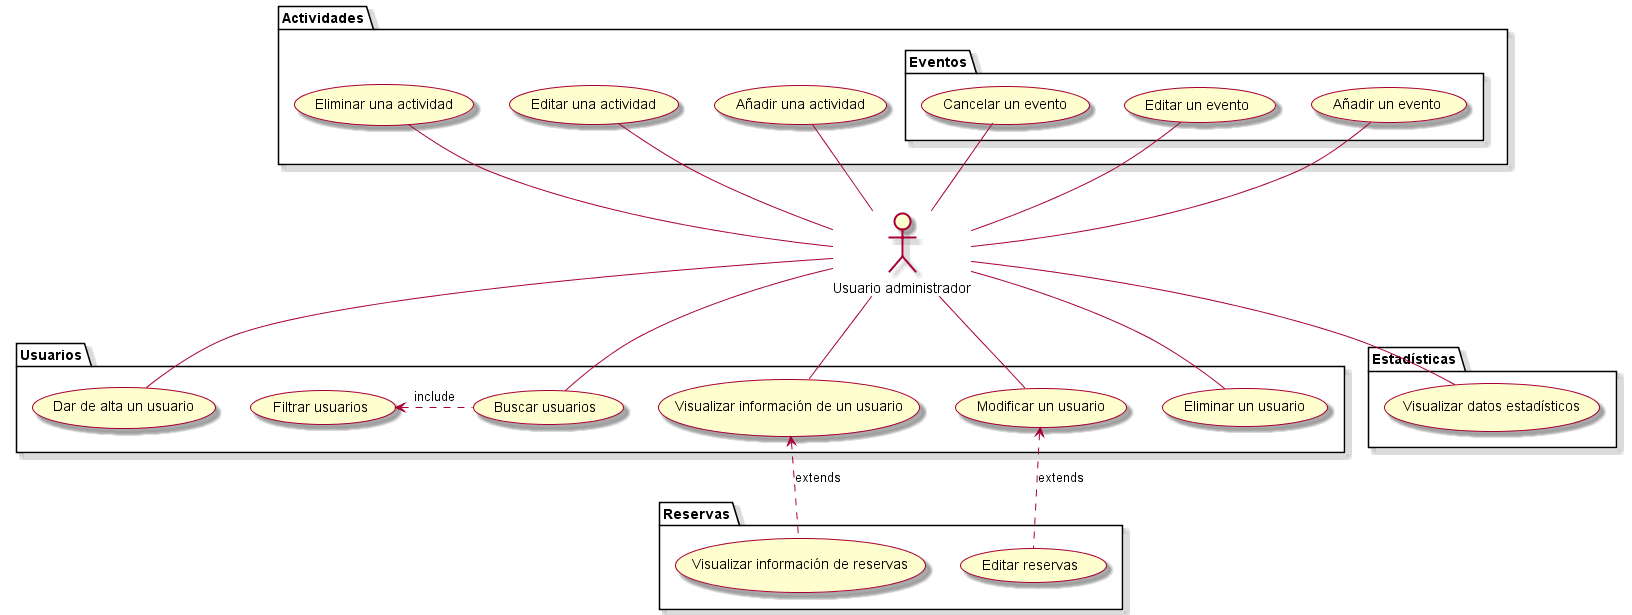 Actividades
Eventos
Eliminar una actividad
Editar una actividad
Añadir una actividad
Cancelar un evento
Editar un evento
Añadir un evento
Usuario administrador
Usuarios
Estadísticas
Dar de alta un usuario
Filtrar usuarios
include
Buscar usuarios
Visualizar información de un usuario
Modificar un usuario
Eliminar un usuario
Visualizar datos estadísticos
extends
extends
Reservas
Visualizar información de reservas
Editar reservas